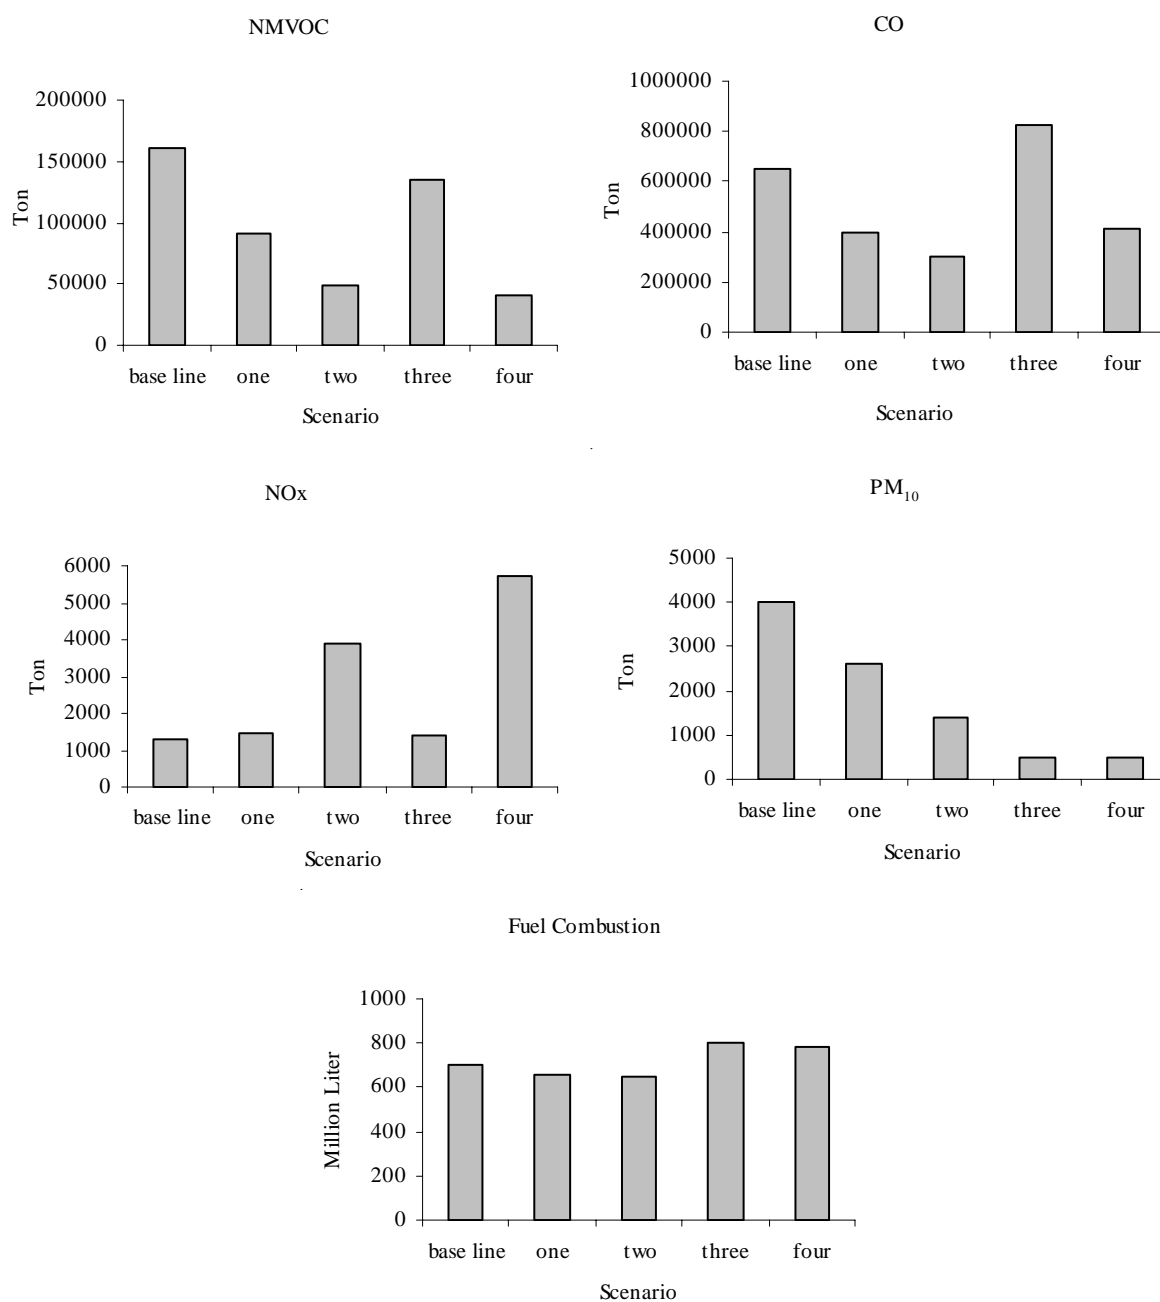 NMVOC
200000
150000
100000
50000
0
Ton
base line one two three four
Scenario
CO
1000000
800000
600000
400000
200000
0
Ton
base line one two three four
Scenario
NOx
6000
5000
4000
3000
2000
1000
0
Ton
base line one two three four
Scenario
PM10
5000
4000
3000
2000
1000
0
Ton
base line one two three four
Scenario
Fuel Combustion
1000
800
600
400
200
0
Million Liter
base line one two three four
Scenario